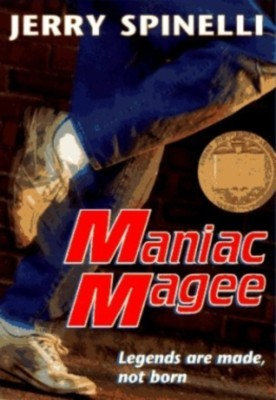 JERRY SPINELLI
Maniac
Magee
Legends are made,
not born